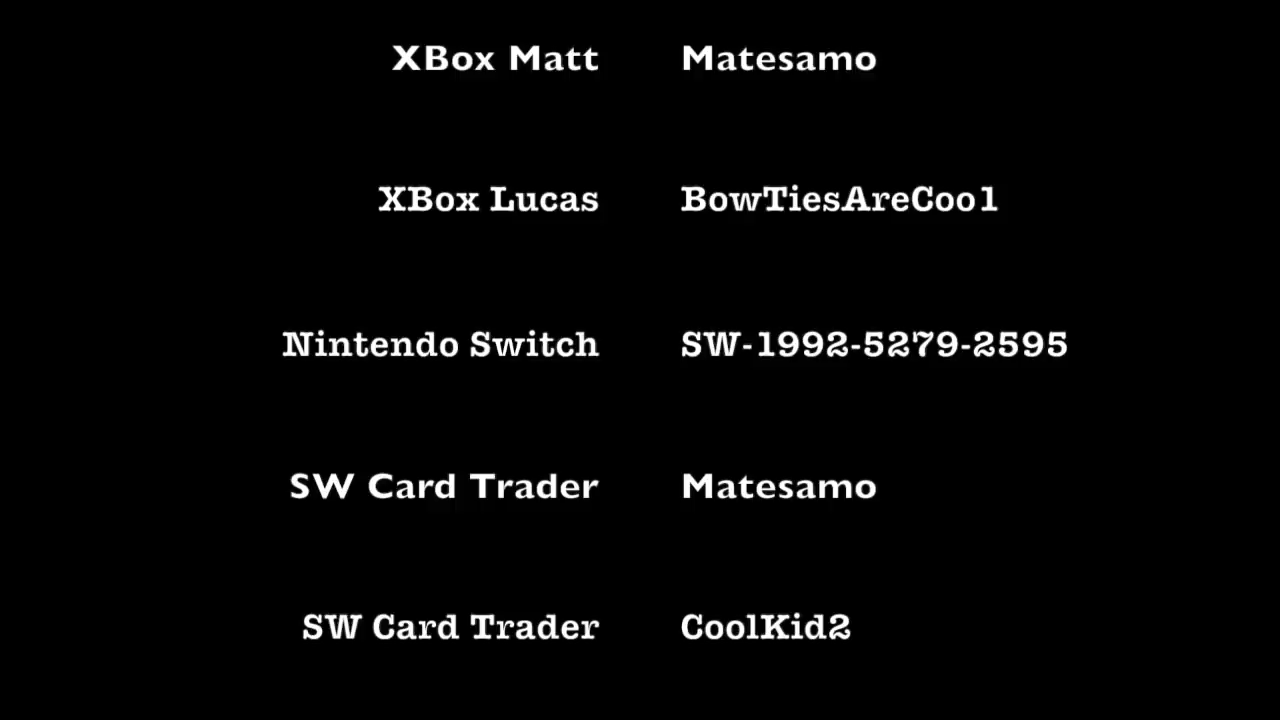 XBox Matt Matesamo
XBox Lucas BowTiesAreCoo1
Nintendo Switch SW-1992-5279-2595
SW Card Trader Matesamo
SW Card Trader CoolKid2